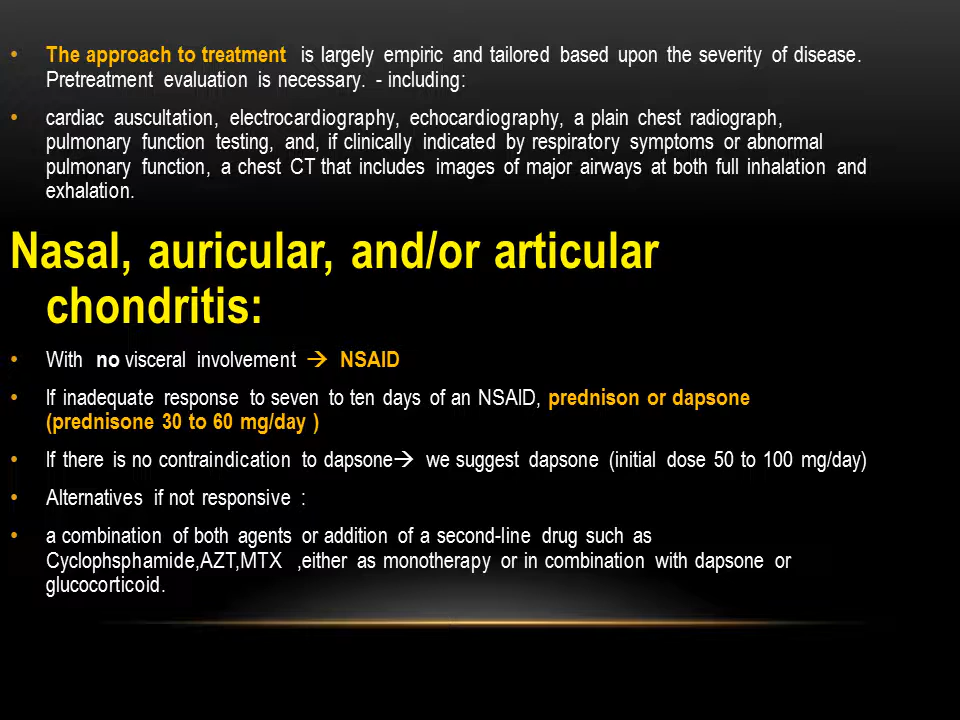 • The approach to treatment is largely empiric and tailored based upon the severity of disease.
Pretreatment evaluation is necessary. - including:
• cardiac auscultation, electrocardiography, echocardiography, a plain chest radiograph,
pulmonary function testing, and, if clinically indicated by respiratory symptoms or abnormal
pulmonary function, a chest CT that includes images of major airways at both full inhalation and
exhalation.
Nasal, auricular, and/or articular
chondritis:
• With no visceral involvement → NSAID
• If inadequate response to seven to ten days of an NSAID, prednison or dapsone
(prednisone 30 to 60 mg/day )
• If there is no contraindication to dapsone→ we suggest dapsone (initial dose 50 to 100 mg/day)
• Alternatives if not responsive :
• a combination of both agents or addition of a second-line drug such as
Cyclophsphamide,AZT,MTX ,either as monotherapy or in combination with dapsone or
glucocorticoid.